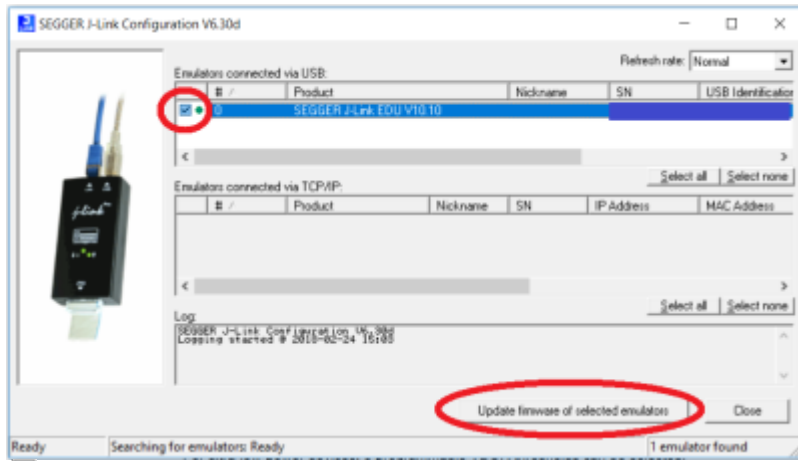 SEGGER J-Link Configuration V6.30d
Refresh rate: Normal
Emulators connected via USB:
# / Product Nickname SN USB Identification
0 SEGGER J-Link EDU V10.10
Select all Select none
Emulators connected via TCP/IP:
# / Product Nickname SN IP Address MAC Address
Select all Select none
Log:
SEGGER J-Link Configuration V6.30d
Logging started @ 2018-02-24 15:03
Update firmware of selected emulators Close
Ready Searching for emulators: Ready 1 emulator found